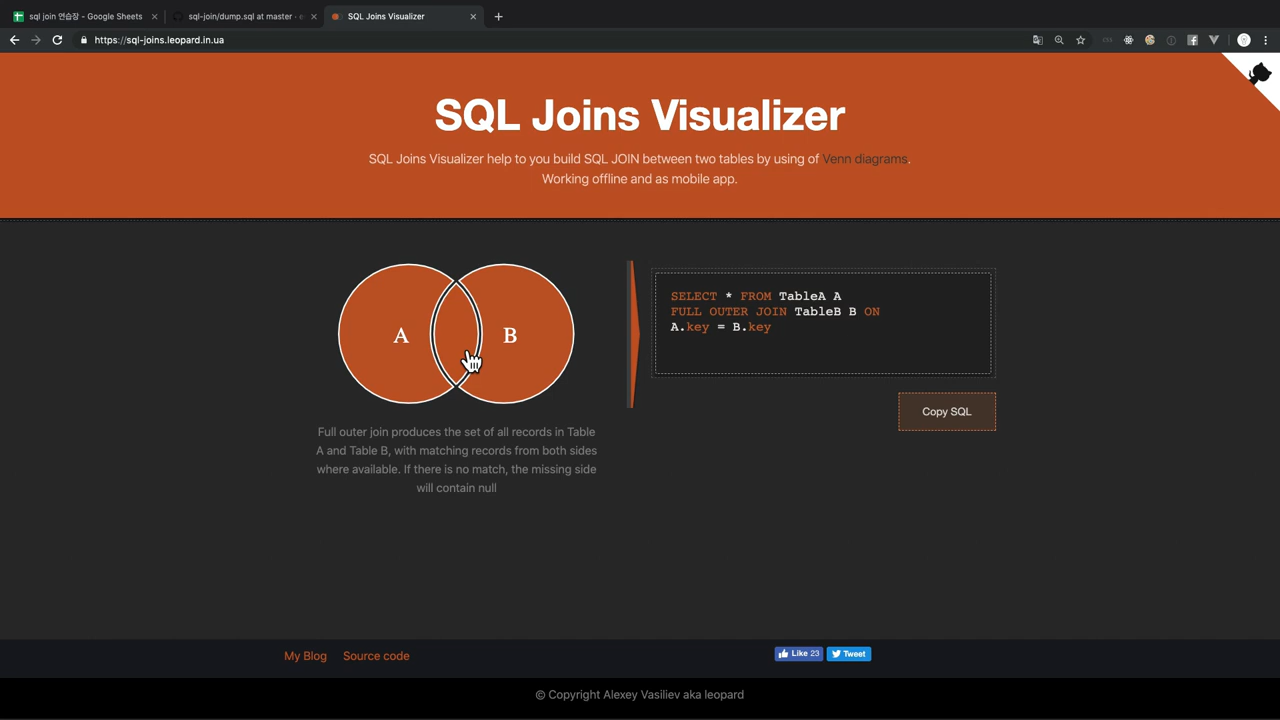 sql join 연습장 - Google Sheets
sql-join/dump.sql at master · e
SQL Joins Visualizer
https://sql-joins.leopard.in.ua
SQL Joins Visualizer
SQL Joins Visualizer help to you build SQL JOIN between two tables by using of Venn diagrams.
Working offline and as mobile app.
A
B
SELECT * FROM TableA A
FULL OUTER JOIN TableB B ON
A.key = B.key
Copy SQL
Full outer join produces the set of all records in Table
A and Table B, with matching records from both sides
where available. If there is no match, the missing side
will contain null
My Blog
Source code
Like 23
Tweet
© Copyright Alexey Vasiliev aka leopard